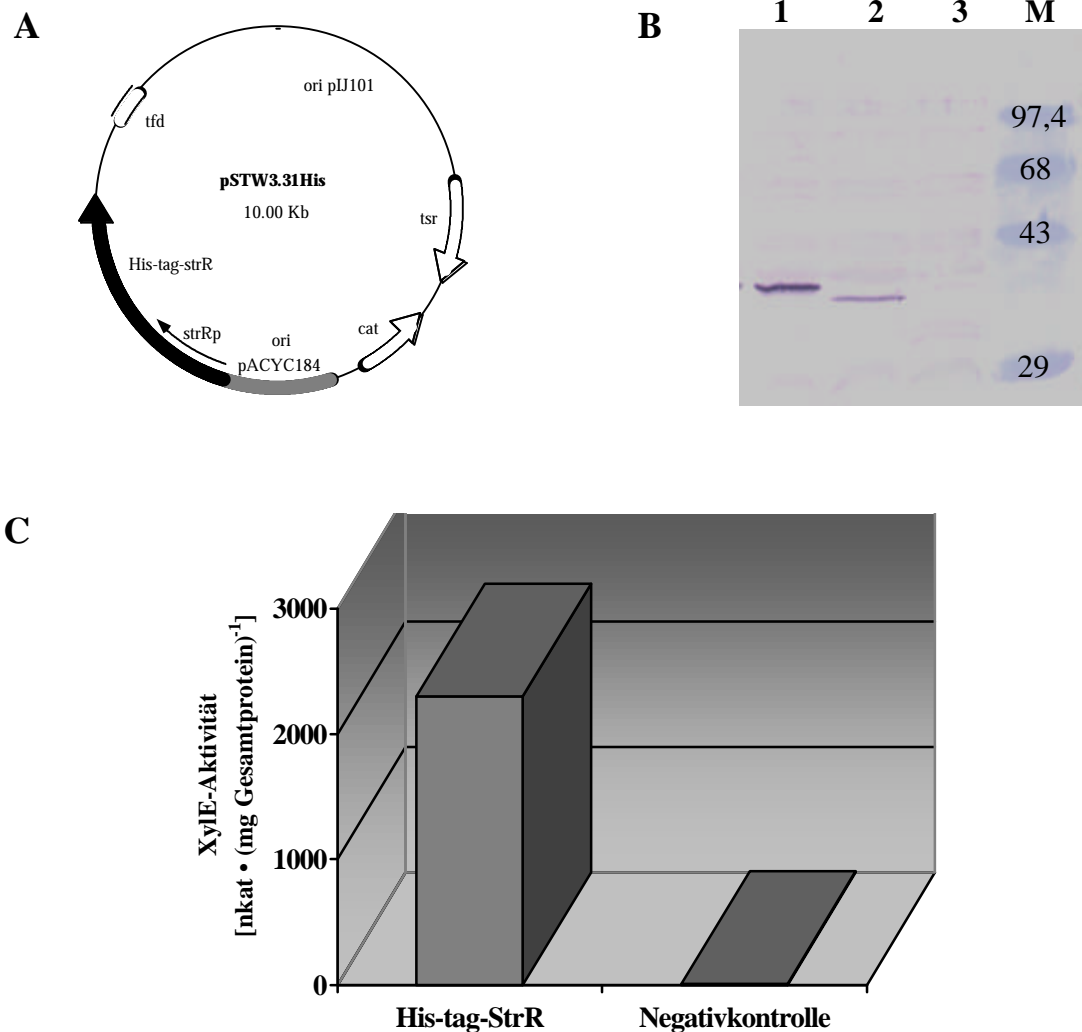 A
ori pIJ101
tfd
pSTW3.31His
10.00 Kb
tsr
His-tag-strR
strRp
ori
pACYC184
cat
B
1 2 3 M
97,4
68
43
29
C
XylE-Aktivität
[nkat • (mg Gesamtprotein)-1]
3000
2000
1000
0
His-tag-StrR
Negativkontrolle